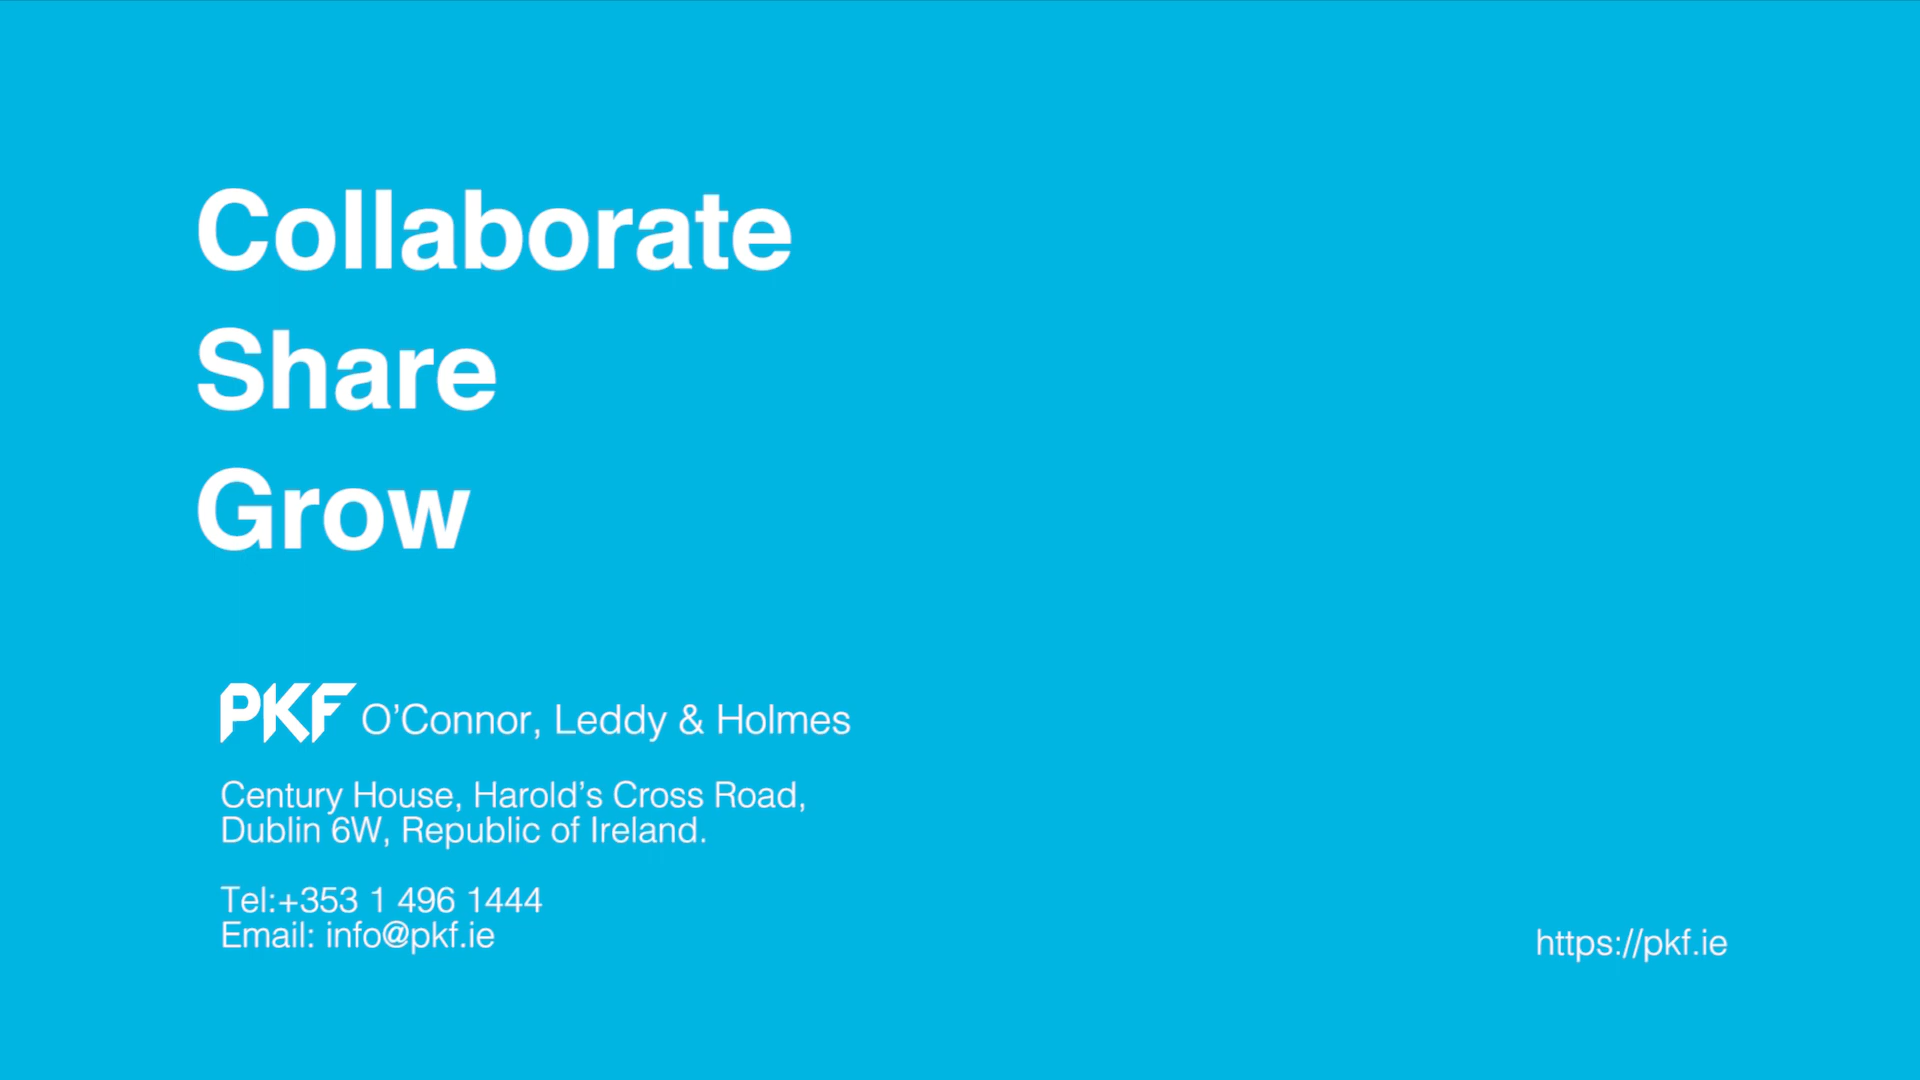 Collaborate
Share
Grow
PKF O’Connor, Leddy & Holmes
Century House, Harold’s Cross Road,
Dublin 6W, Republic of Ireland.
Tel:+353 1 496 1444
Email: info@pkf.ie
https://pkf.ie